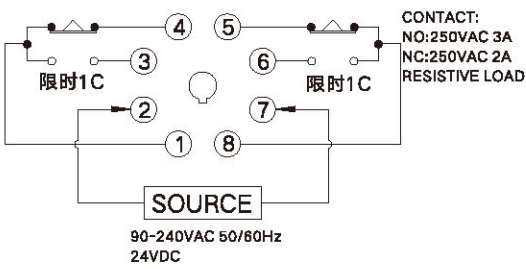 CONTACT:
NO:250VAC 3A
NC:250VAC 2A
RESISTIVE LOAD
4
5
3
6
限时1C
限时1C
2
7
1
8
SOURCE
90-240VAC 50/60Hz
24VDC